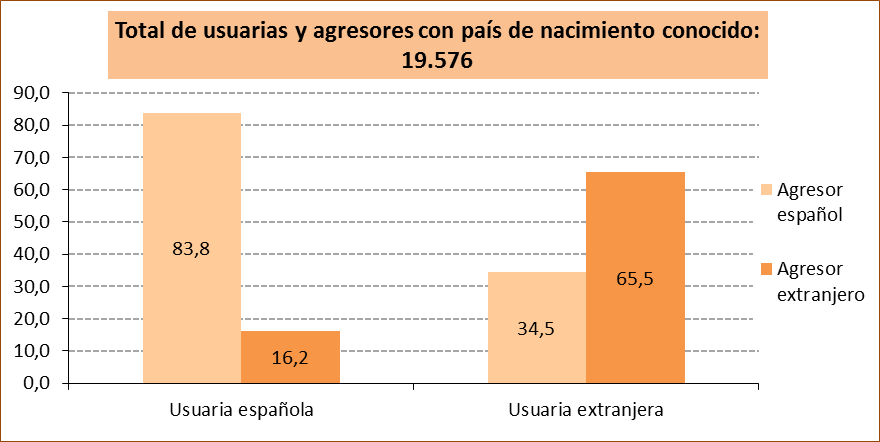 Total de usuarias y agresores con país de nacimiento conocido:
19.576
90,0
80,0
70,0
60,0
50,0
40,0
30,0
20,0
10,0
0,0
83,8
16,2
34,5
65,5
Usuaria española
Usuaria extranjera
Agresor
español
Agresor
extranjero